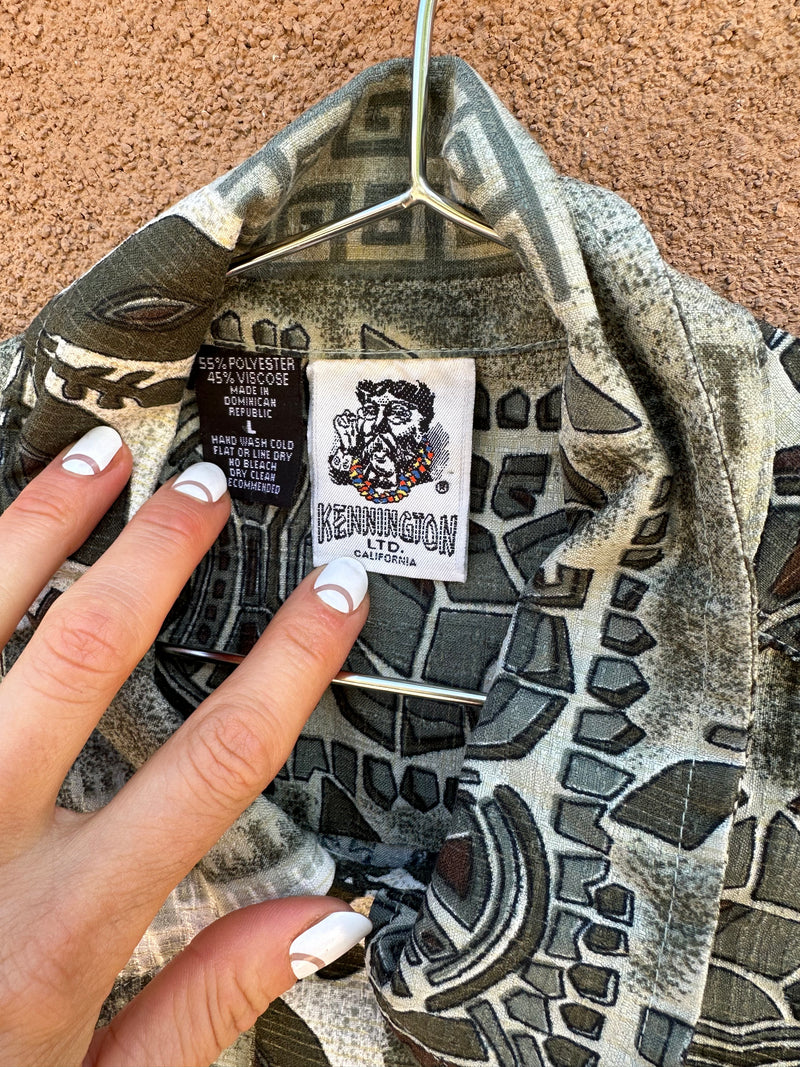 55% POLYESTER
45% VISCOSE
MADE IN
DOMINICAN
REPUBLIC
L
HAND WASH COLD
FLAT OR LINE DRY
NO BLEACH
DRY CLEAN
RECOMMENDED
®
KENNINGTON
LTD.
CALIFORNIA